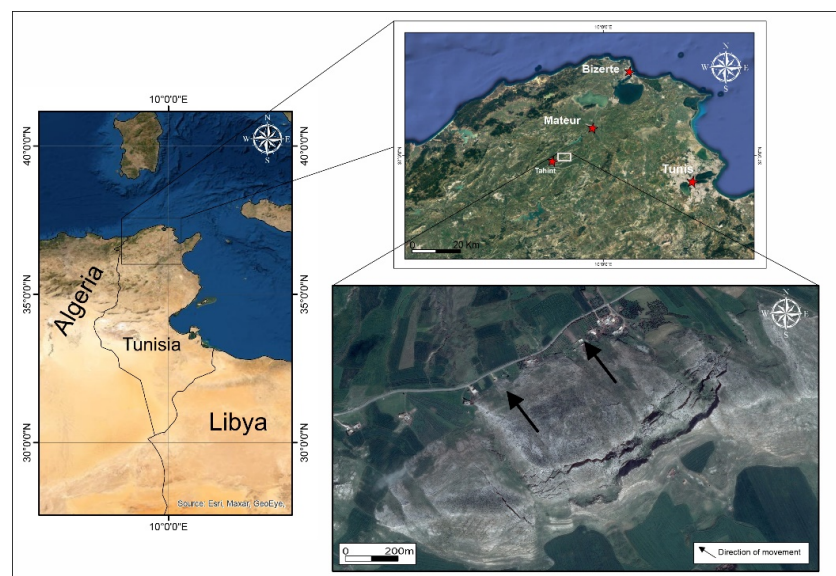 10°0'0"E
N
W E
S
40°0'0"N
40°0'0"N
35°0'0"N
35°0'0"N
30°0'0"N
30°0'0"N
Algeria
Tunisia
Libya
Source: Esri, Maxar, GeoEye,
10°0'0"E
Bizerte
N
W E
S
Mateur
Tahint
Tunis
0 20 Km
N
W E
S
0 200m
Direction of movement